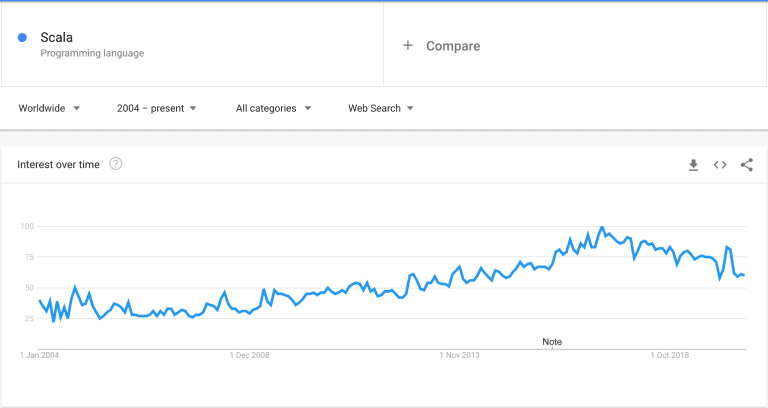 Scala
Programming language
+ Compare
Worldwide 2004 – present All categories Web Search
Interest over time ?
100
75
50
25
Note
1 Jan 2004 1 Dec 2008 1 Nov 2013 1 Oct 2018